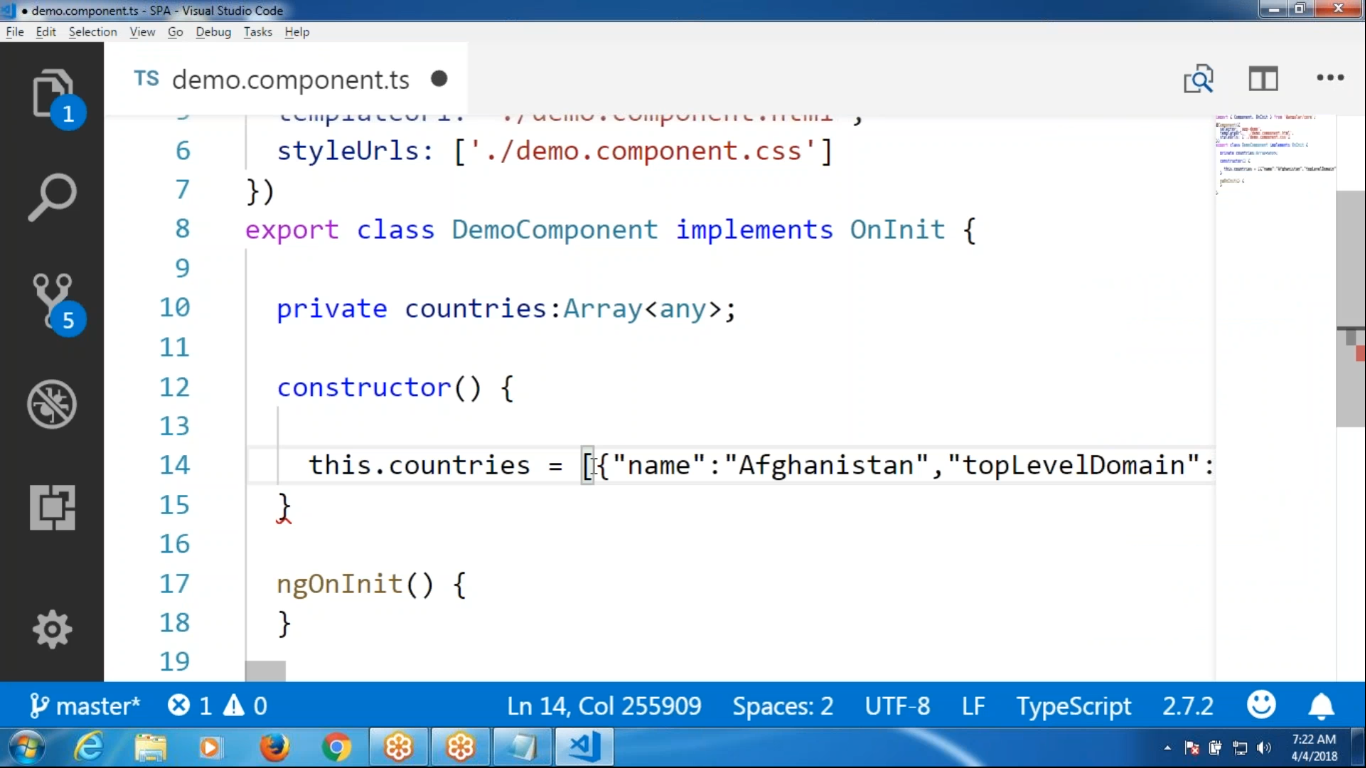 ● demo.component.ts - SPA - Visual Studio Code
File Edit Selection View Go Debug Tasks Help
TS demo.component.ts ●
5 templateUrl: './demo.component.html',
6 styleUrls: ['./demo.component.css']
7 })
8 export class DemoComponent implements OnInit {
9
10 private countries:Array<any>;
11
12 constructor() {
13
14 this.countries = [{"name":"Afghanistan","topLevelDomain":
15 }
16
17 ngOnInit() {
18 }
19
1
5
master* 1 0 Ln 14, Col 255909 Spaces: 2 UTF-8 LF TypeScript 2.7.2
7:22 AM
4/4/2018